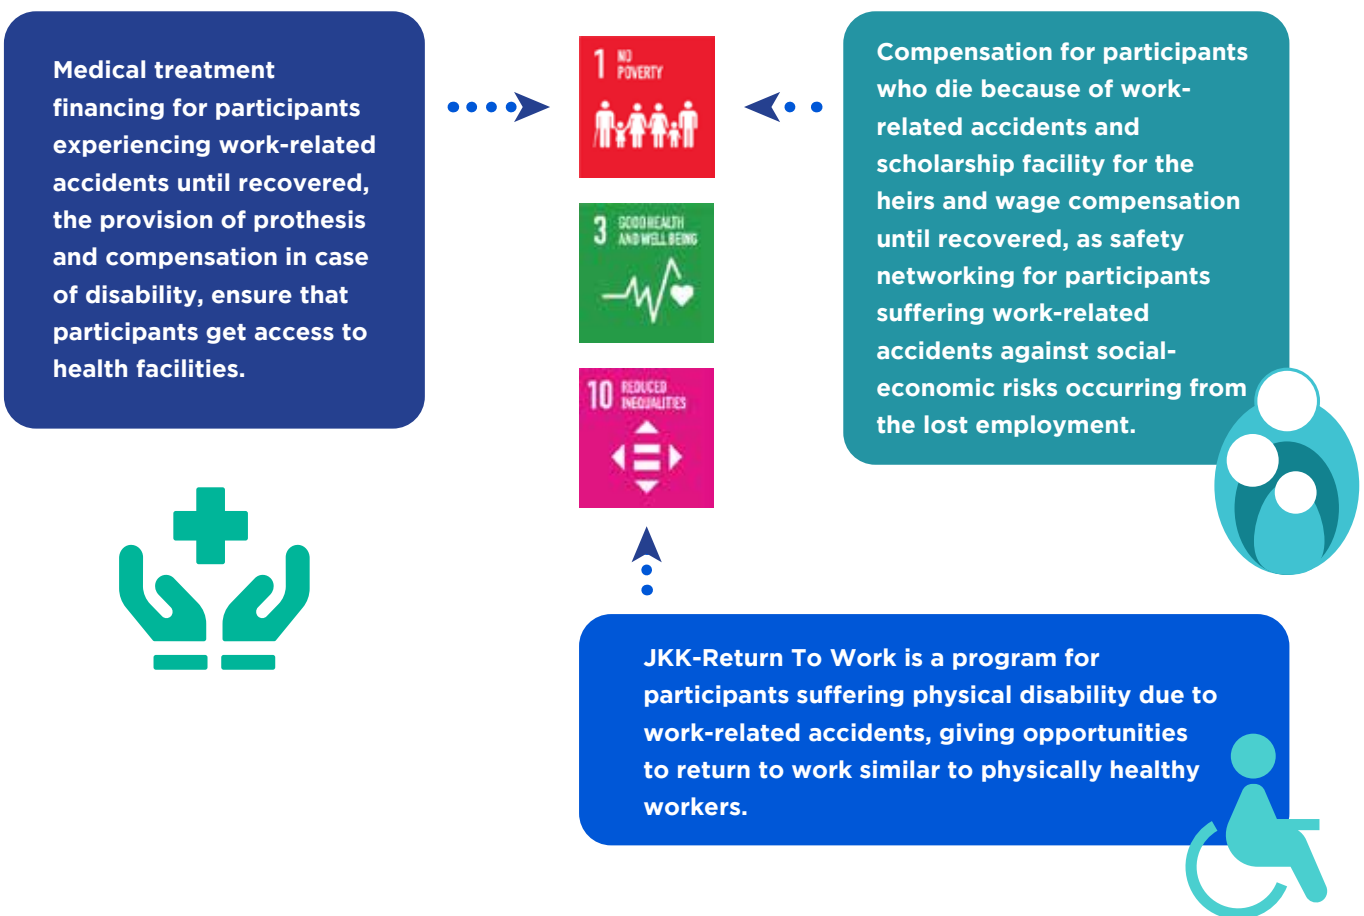 Medical treatment
financing for participants
experiencing work-related
accidents until recovered,
the provision of prothesis
and compensation in case
of disability, ensure that
participants get access to
health facilities.
1 NO
POVERTY
3 GOOD HEALTH
AND WELL BEING
10 REDUCED
INEQUALITIES
Compensation for participants
who die because of work-
related accidents and
scholarship facility for the
heirs and wage compensation
until recovered, as safety
networking for participants
suffering work-related
accidents against social-
economic risks occurring from
the lost employment.
JKK-Return To Work is a program for
participants suffering physical disability due to
work-related accidents, giving opportunities
to return to work similar to physically healthy
workers.